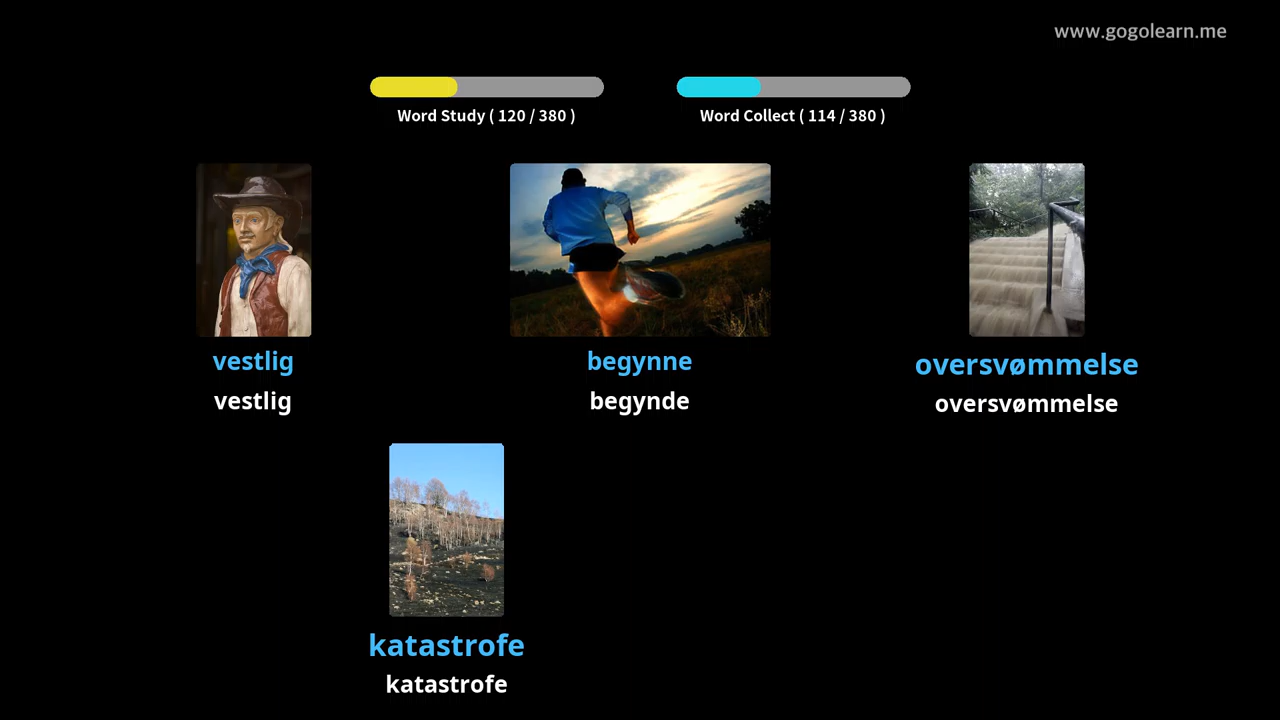 www.gogolearn.me
Word Study ( 120 / 380 )
Word Collect ( 114 / 380 )
vestlig
vestlig
begynne
begynde
oversvømmelse
oversvømmelse
katastrofe
katastrofe